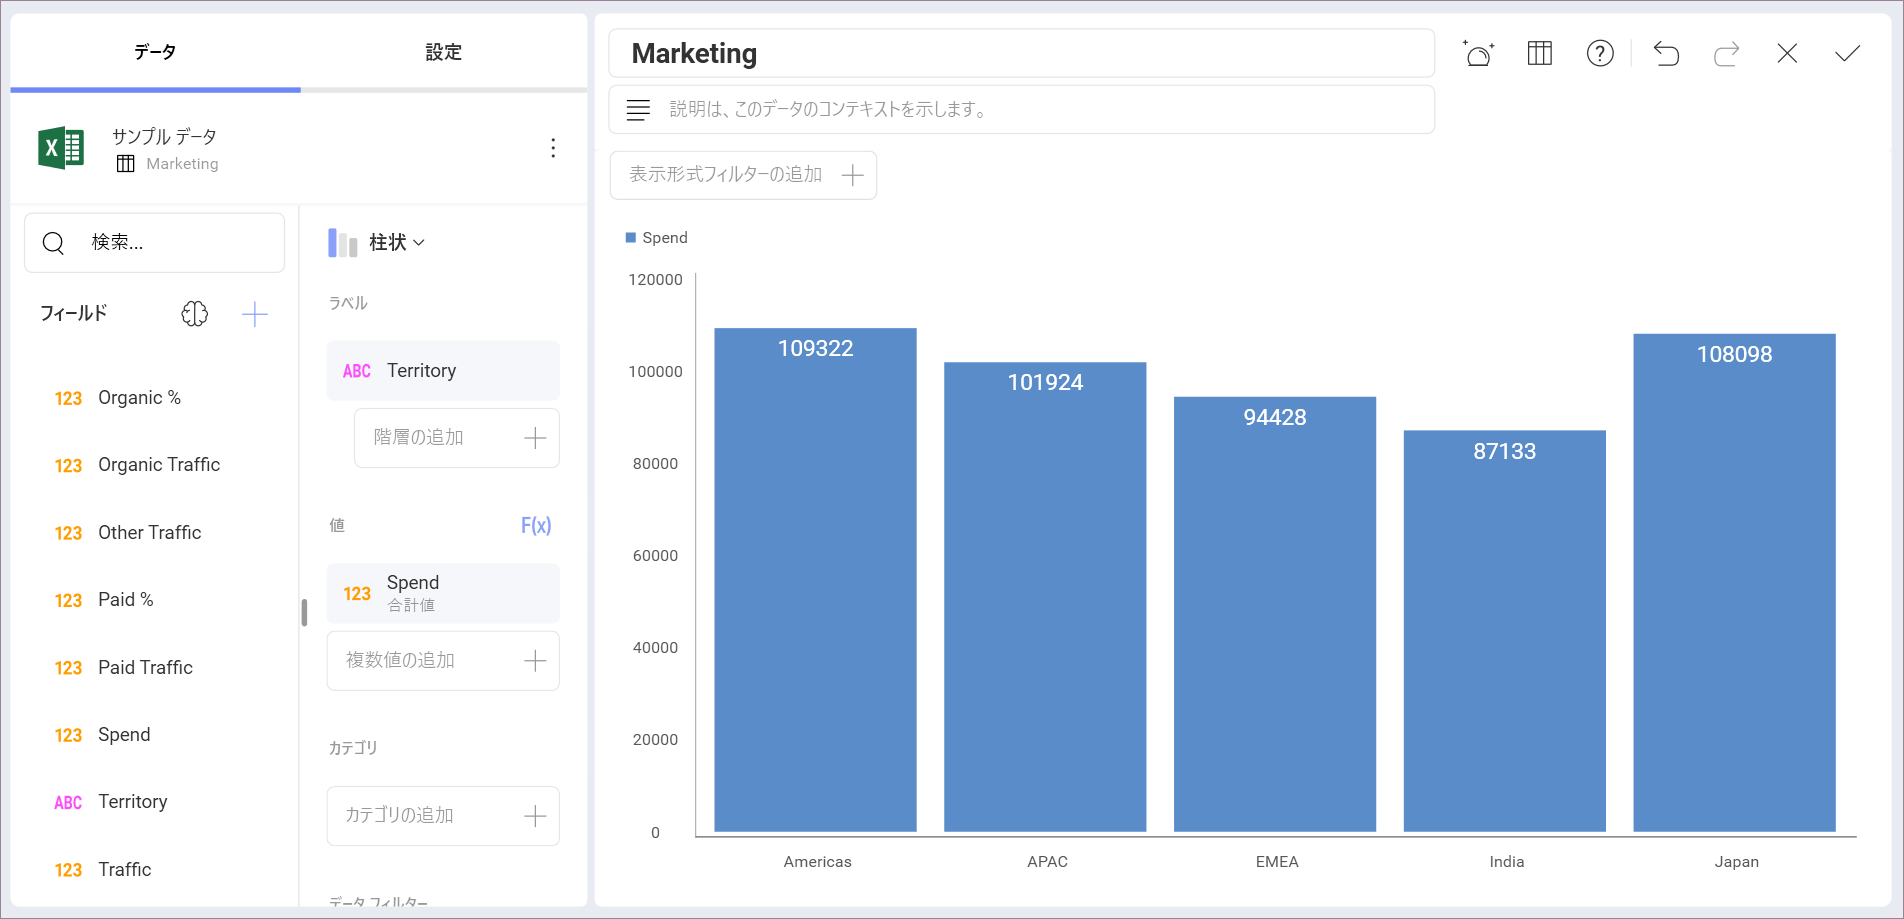 データ
設定
サンプル データ
Marketing
検索...
フィールド
123 Organic %
123 Organic Traffic
123 Other Traffic
123 Paid %
123 Paid Traffic
123 Spend
ABC Territory
123 Traffic
柱状
ラベル
ABC Territory
階層の追加
値
F(x)
123 Spend
合計値
複数値の追加
カテゴリ
カテゴリの追加
データ フィルター
Marketing
説明は、このデータのコンテキストを示します。
表示形式フィルターの追加
Spend
120000
100000
80000
60000
40000
20000
0
109322
101924
94428
87133
108098
Americas
APAC
EMEA
India
Japan